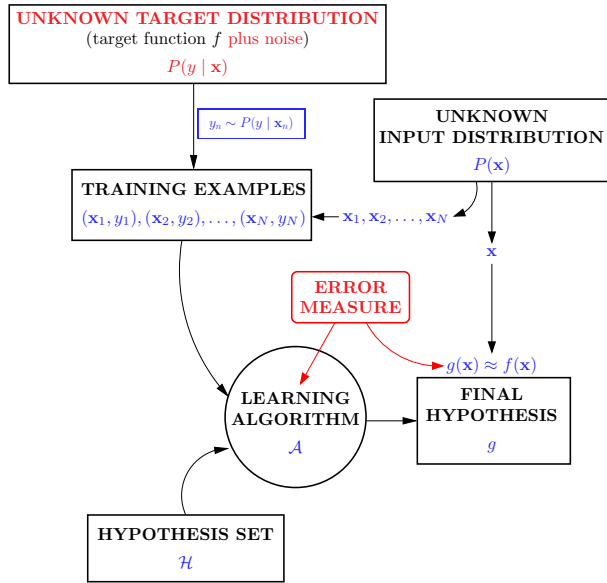 UNKNOWN TARGET DISTRIBUTION
(target function f plus noise)
P(y | x)
y_n ∼ P(y | x_n)
UNKNOWN
INPUT DISTRIBUTION
P(x)
TRAINING EXAMPLES
(x_1, y_1), (x_2, y_2), . . . , (x_N, y_N)
x_1, x_2, . . . , x_N
x
ERROR
MEASURE
g(x) ≈ f(x)
LEARNING
ALGORITHM
𝒜
FINAL
HYPOTHESIS
g
HYPOTHESIS SET
ℋ